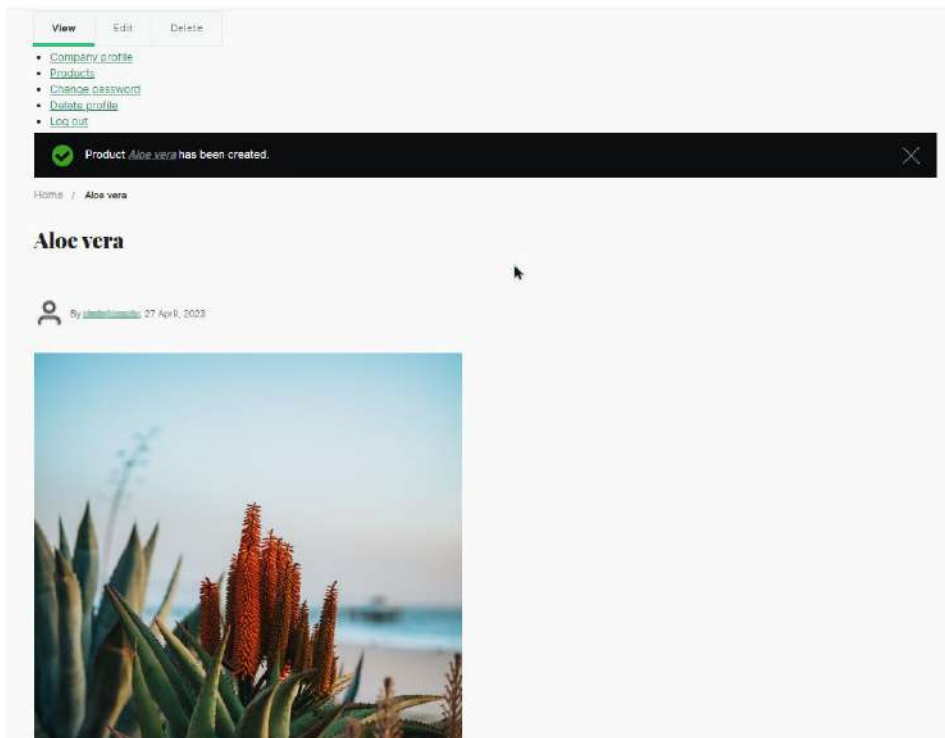 View Edit Delete
Company profile
Products
Change password
Delete profile
Log out
Product Aloe vera has been created.
Home / Aloe vera
Aloe vera
By 27 April, 2023